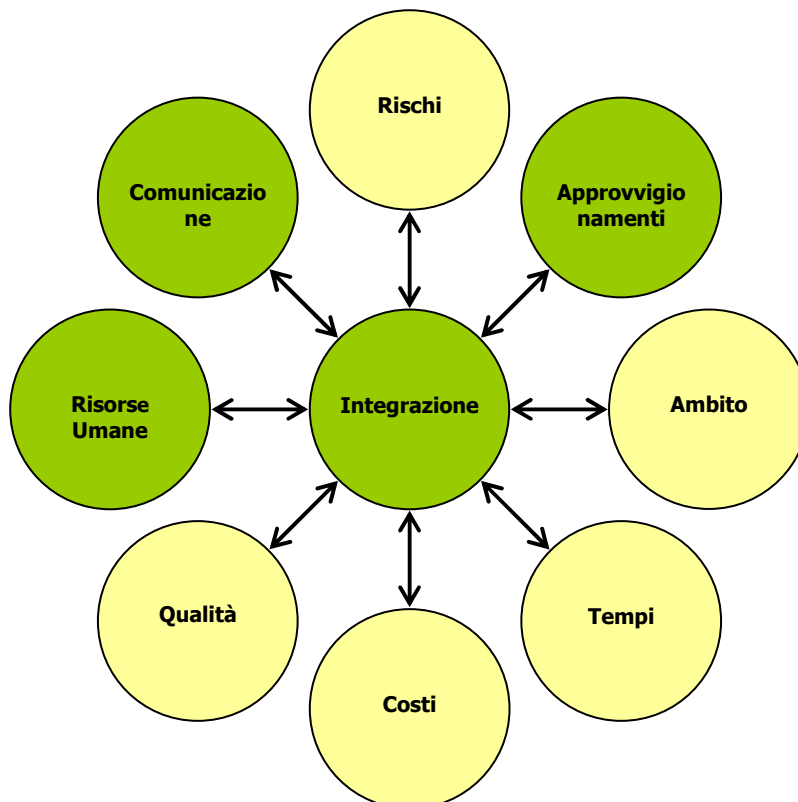 Rischi
Comunicazio
ne
Approvvigio
namenti
Risorse
Umane
Integrazione
Ambito
Qualità
Tempi
Costi